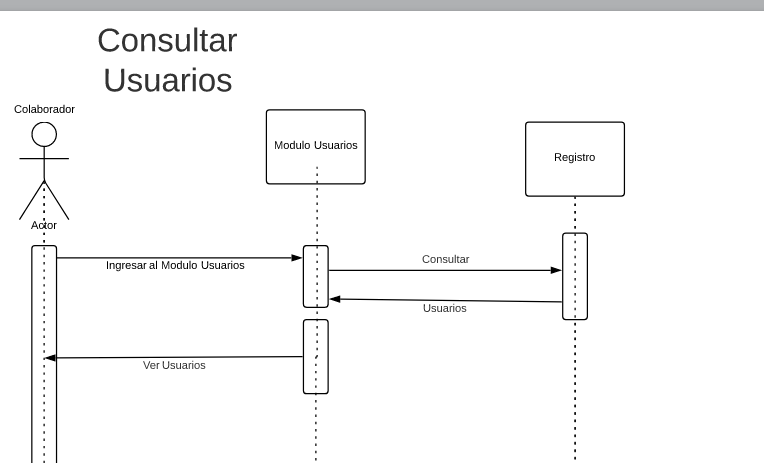 Consultar
Usuarios
Colaborador
Modulo Usuarios
Registro
Actor
Ingresar al Modulo Usuarios
Consultar
Usuarios
Ver Usuarios